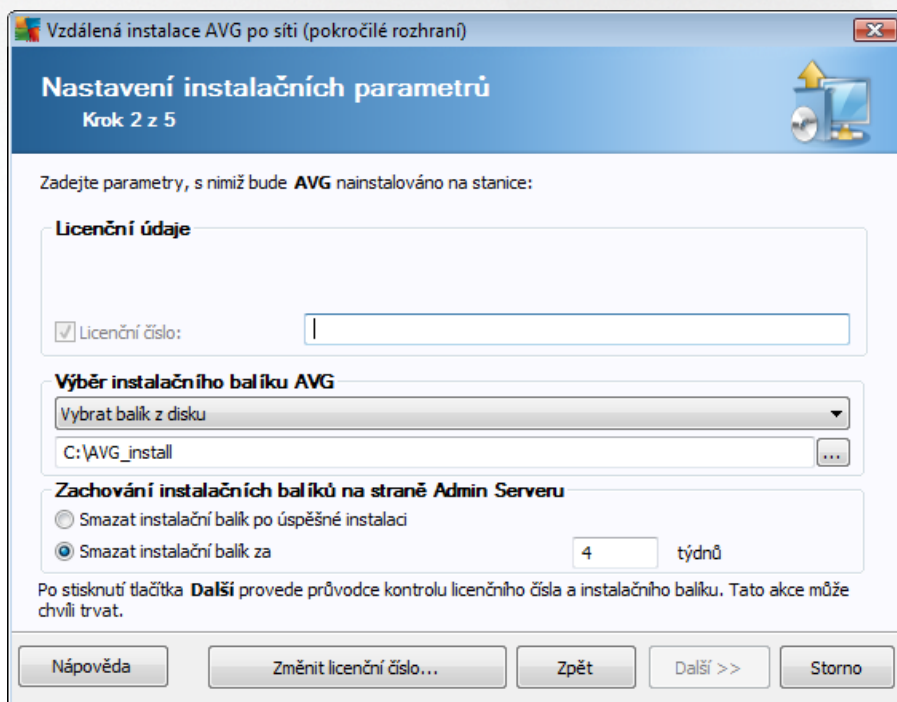 Vzdálená instalace AVG po síti (pokročilé rozhraní)
Nastavení instalačních parametrů
Krok 2 z 5
Zadejte parametry, s nimiž bude AVG nainstalováno na stanice:
Licenční údaje
Licenční číslo:
Výběr instalačního balíku AVG
Vybrat balík z disku
C:\AVG_install
...
Zachování instalačních balíků na straně Admin Serveru
Smazat instalační balík po úspěšné instalaci
Smazat instalační balík za 4 týdnů
Po stisknutí tlačítka Další provede průvodce kontrolu licenčního čísla a instalačního balíku. Tato akce může
chvíli trvat.
Nápověda Změnit licenční číslo... Zpět Další >> Storno